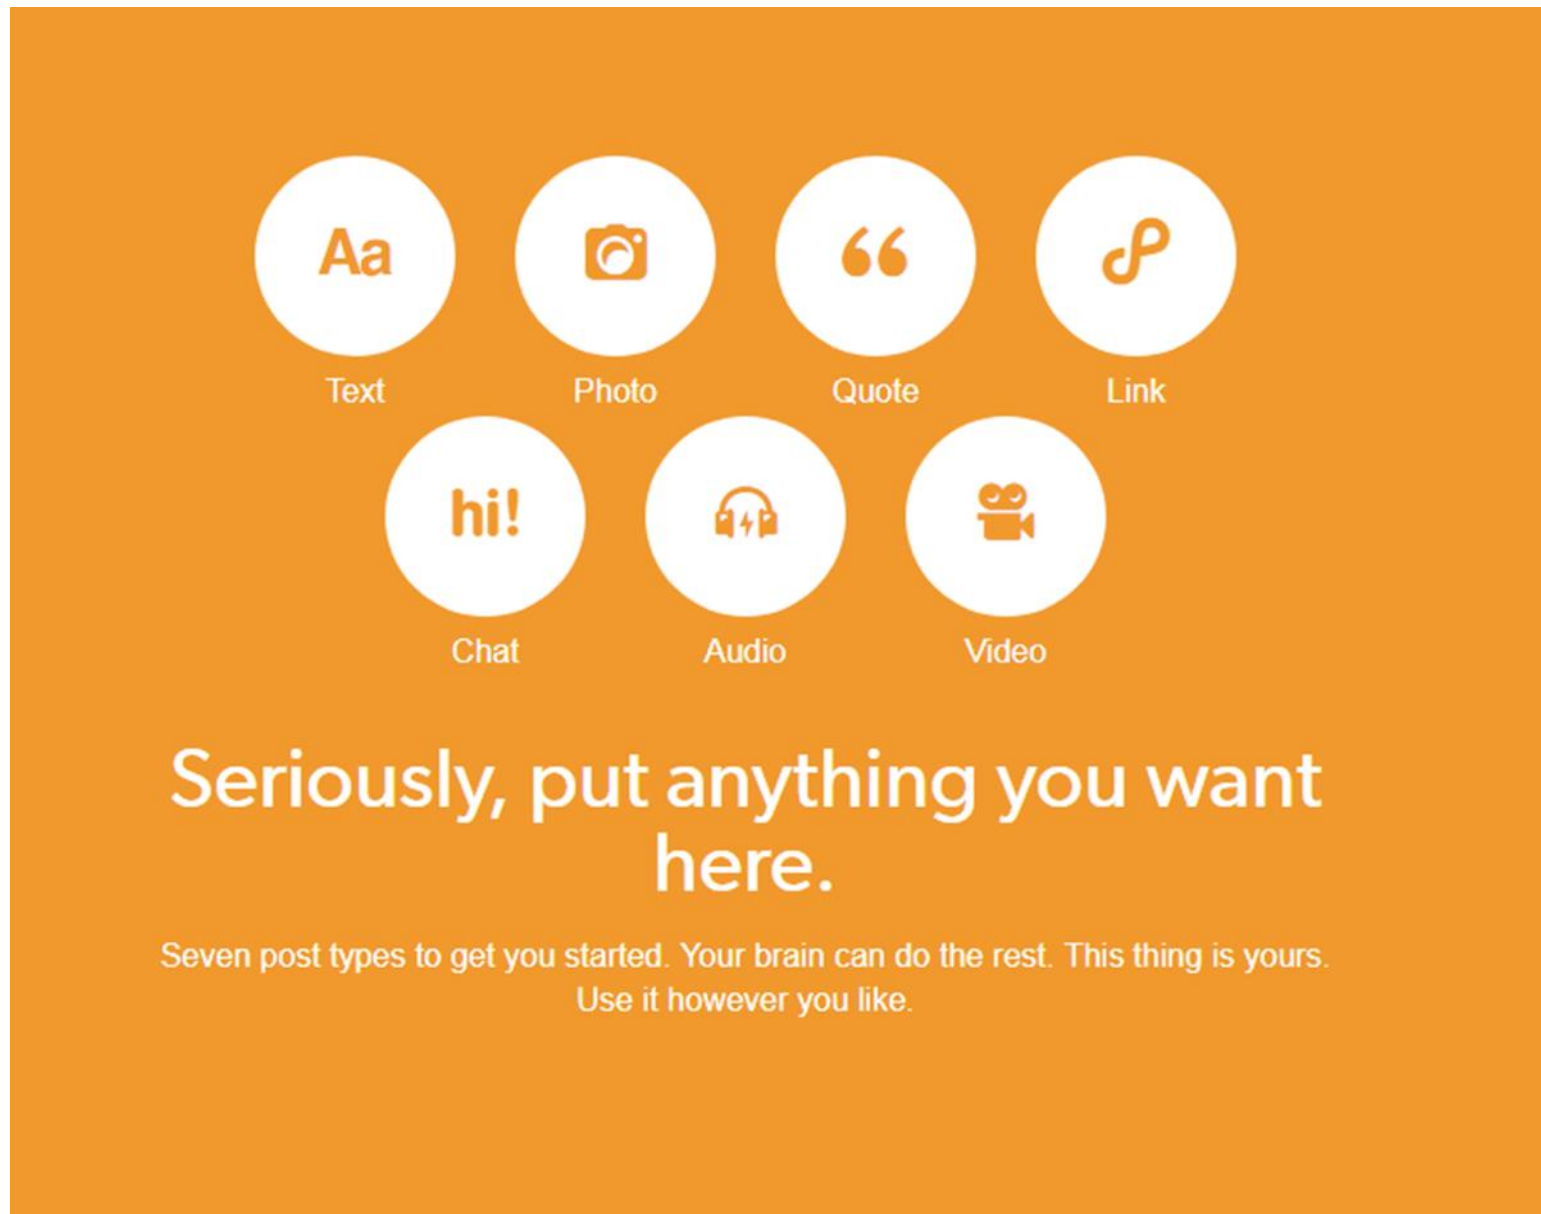 Aa
Text Photo Quote Link
hi!
Chat Audio Video
Seriously, put anything you want
here.
Seven post types to get you started. Your brain can do the rest. This thing is yours.
Use it however you like.